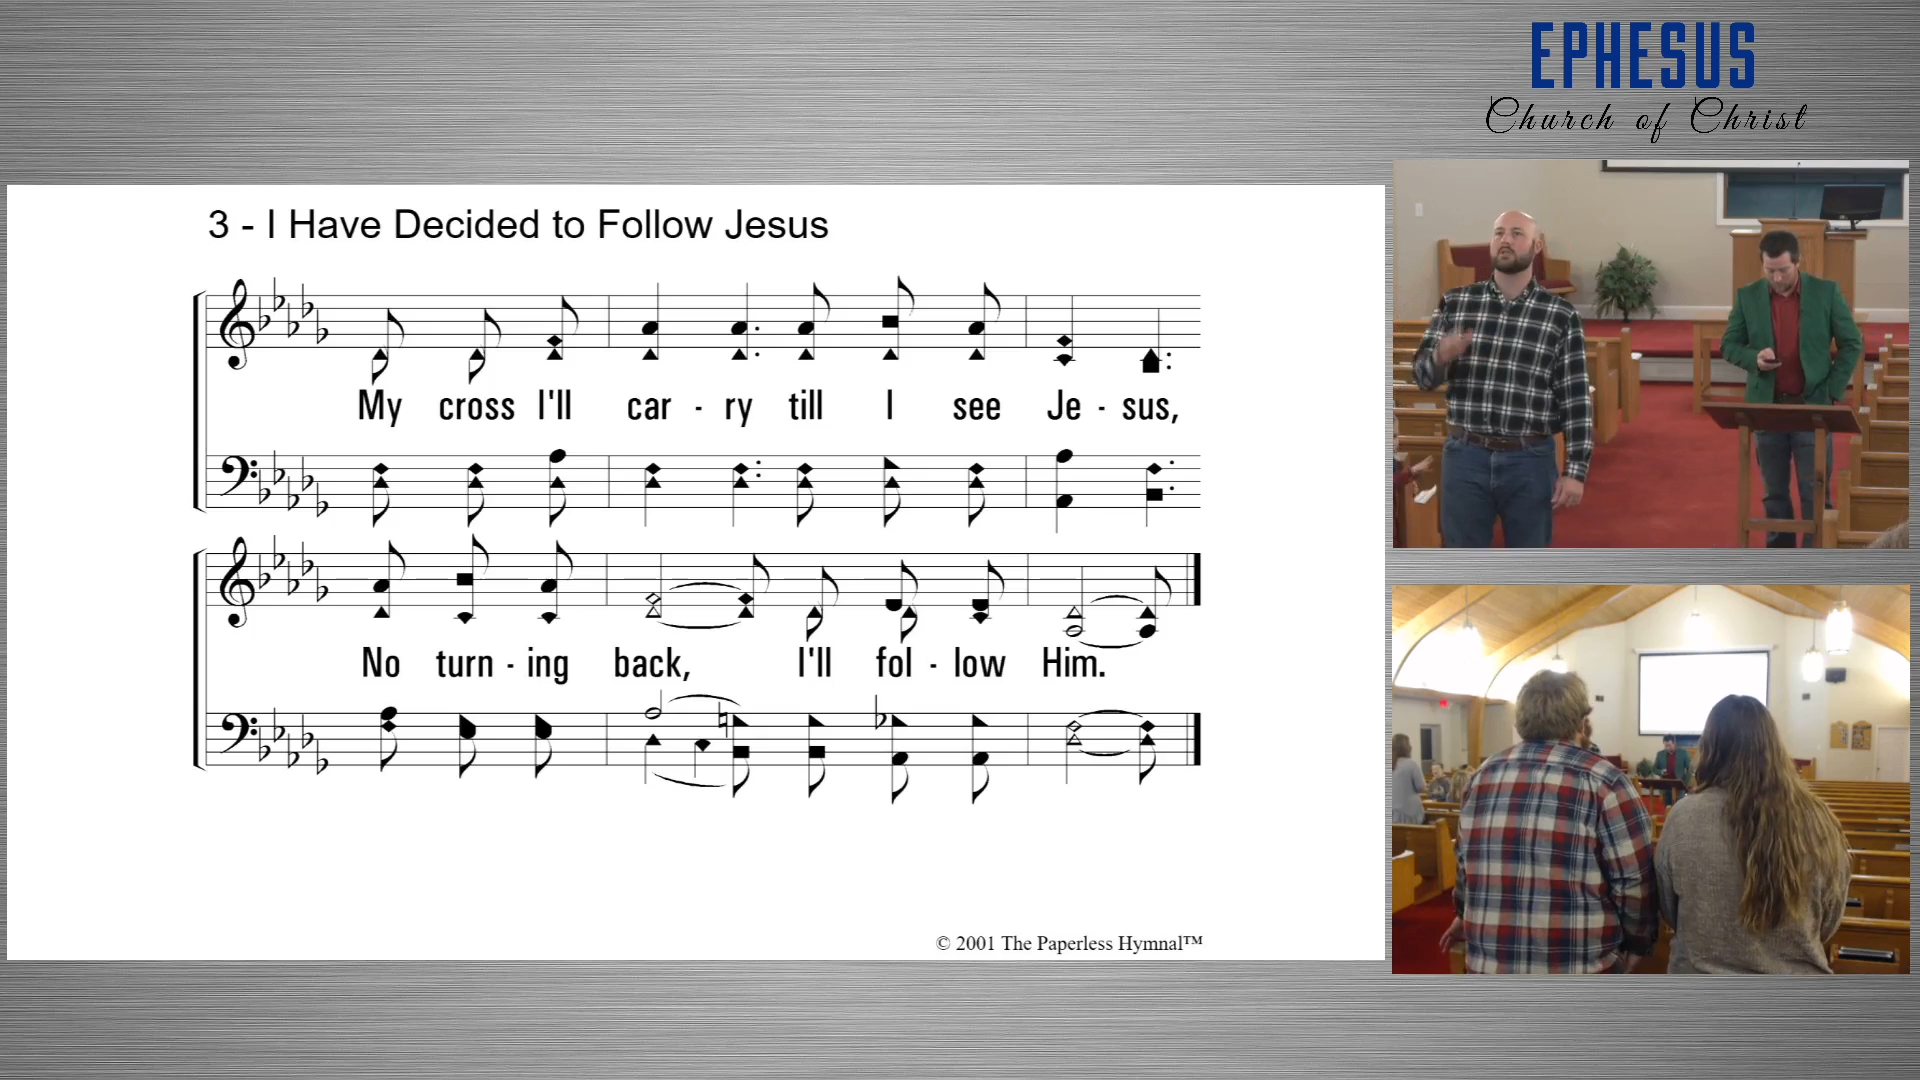 EPHESUS
Church of Christ
3 - I Have Decided to Follow Jesus
My cross I'll car - ry till I see Je - sus,
No turn - ing back, I'll fol - low Him.
© 2001 The Paperless Hymnal™